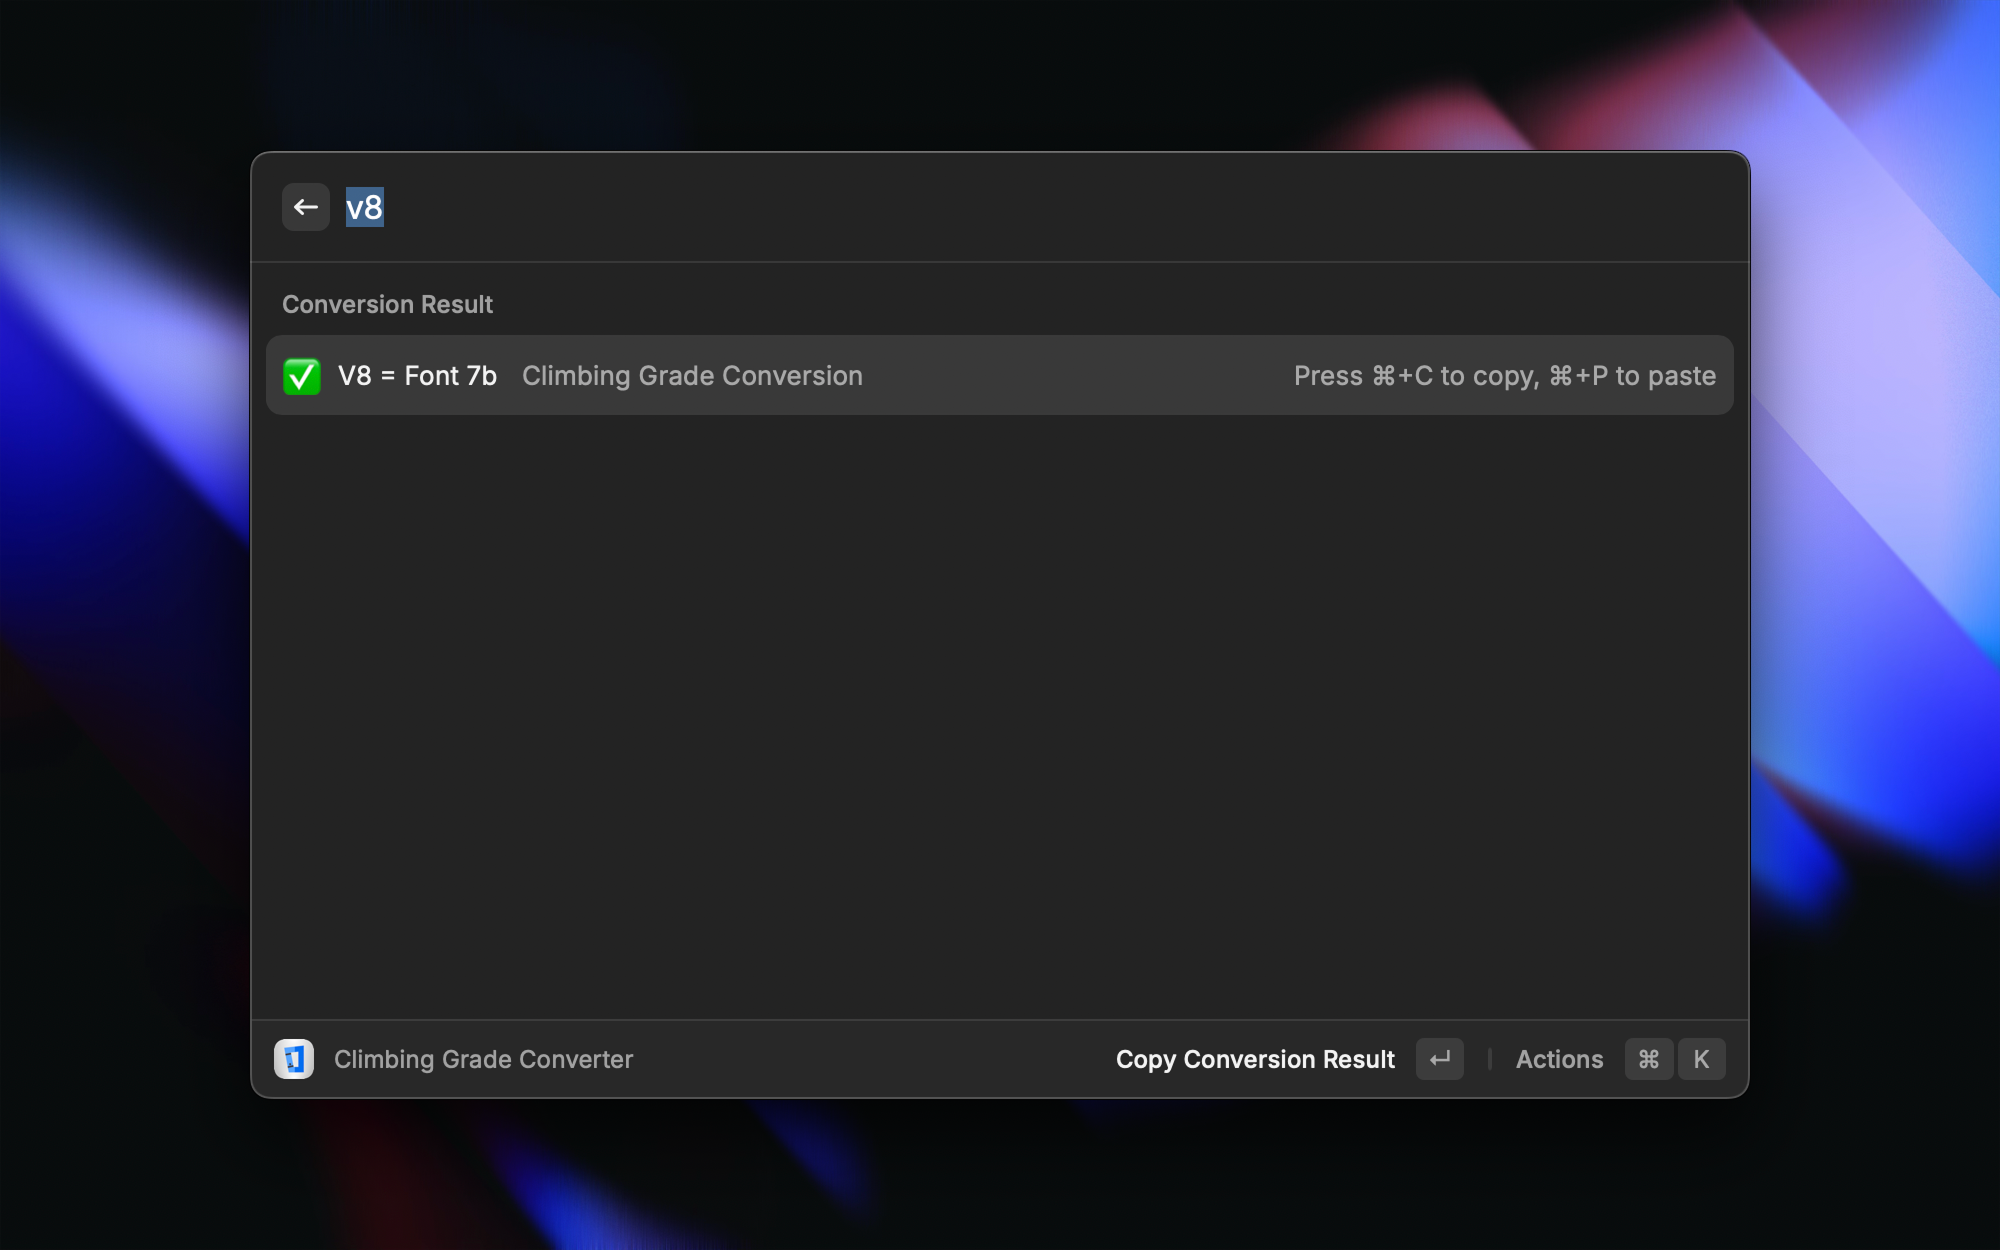 v8
Conversion Result
V8 = Font 7b Climbing Grade Conversion Press ⌘+C to copy, ⌘+P to paste
Climbing Grade Converter Copy Conversion Result ↵ Actions ⌘ K